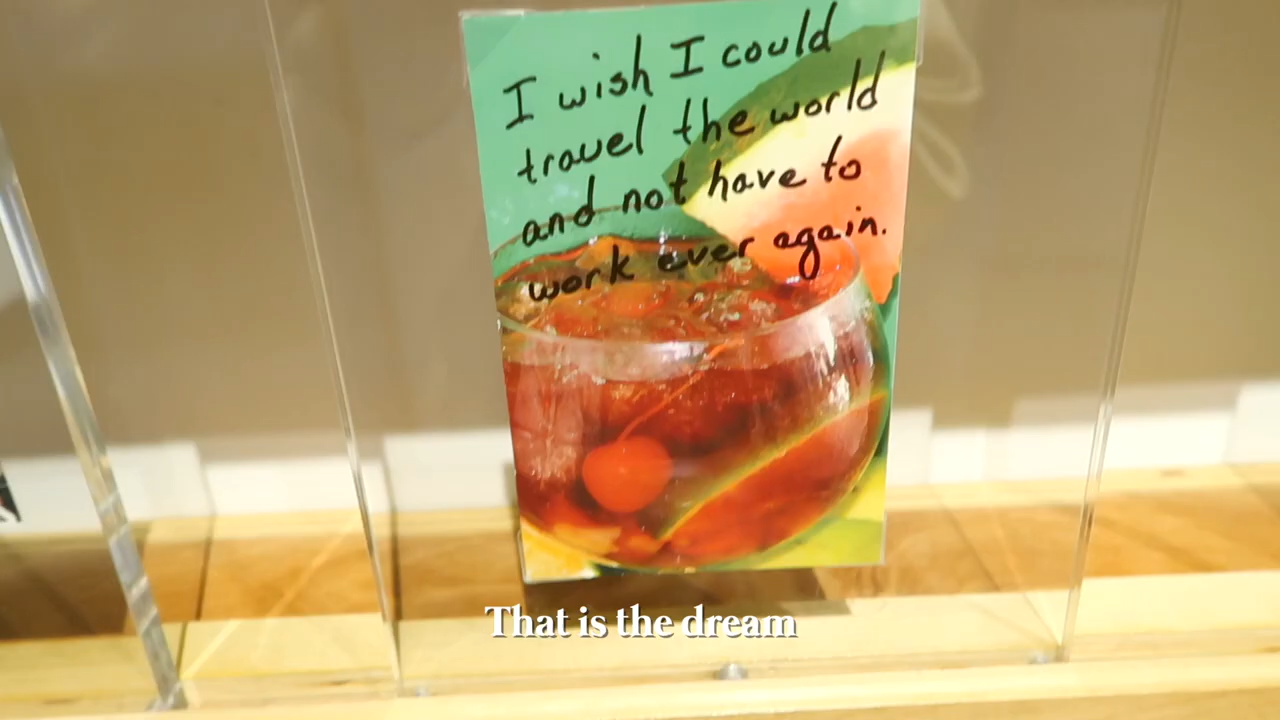 I wish I could
travel the world
and not have to
work ever again.
That is the dream